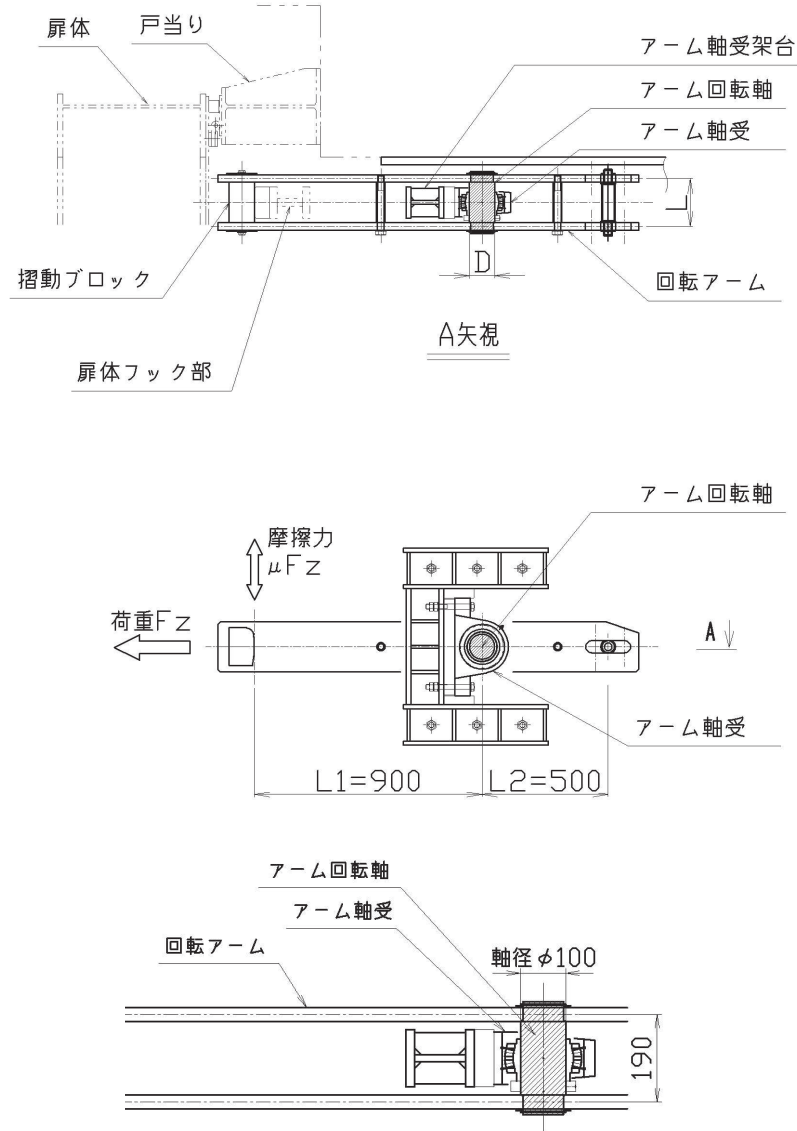 扉体
戸当り
アーム軸受架台
アーム回転軸
アーム軸受
L
D
摺動ブロック
回転アーム
A矢視
扉体フック部
アーム回転軸
摩擦力
μFz
荷重Fz
A
アーム軸受
L1=900
L2=500
アーム回転軸
アーム軸受
回転アーム
軸径φ100
190